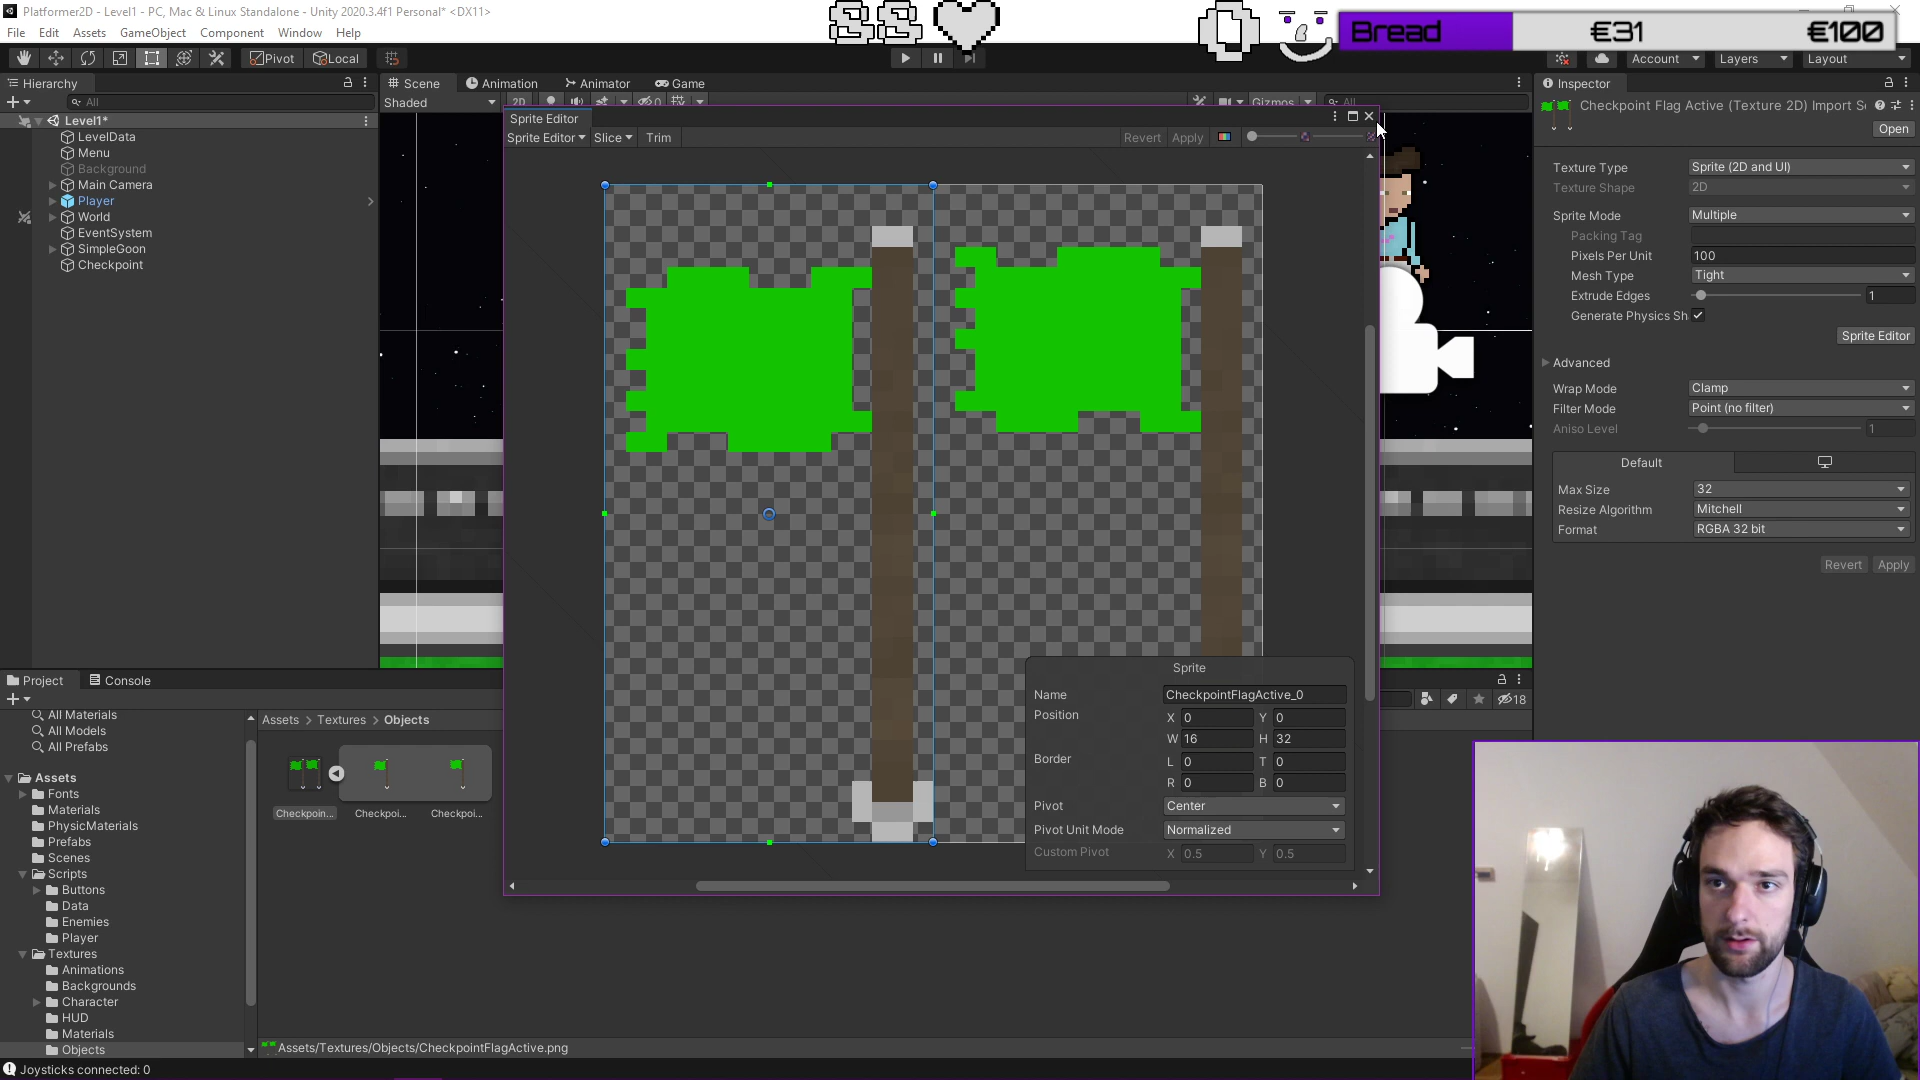 Platformer2D - Level1 - PC, Mac & Linux Standalone - Unity 2020.3.4f1 Personal* <DX11>
File Edit Assets GameObject Component Window Help
88
0
Bread €31 €100
Pivot Local
Account Layers Layout
Hierarchy
Scene Animation Animator Game
Inspector
All
Shaded 2D Gizmos All
Level1*
LevelData
Menu
Background
Main Camera
Player
World
EventSystem
SimpleGoon
Checkpoint
Sprite Editor
Sprite Editor Slice Trim Revert Apply
Sprite
Name CheckpointFlagActive_0
Position X 0 Y 0
W 16 H 32
Border L 0 T 0
R 0 B 0
Pivot Center
Pivot Unit Mode Normalized
Custom Pivot X 0.5 Y 0.5
Checkpoint Flag Active (Texture 2D) Import S
Open
Texture Type Sprite (2D and UI)
Texture Shape 2D
Sprite Mode Multiple
Packing Tag
Pixels Per Unit 100
Mesh Type Tight
Extrude Edges 1
Generate Physics Sh
Sprite Editor
Advanced
Wrap Mode Clamp
Filter Mode Point (no filter)
Aniso Level 1
Default
Max Size 32
Resize Algorithm Mitchell
Format RGBA 32 bit
Revert Apply
Project Console
18
All Materials
All Models
All Prefabs
Assets
Fonts
Materials
PhysicMaterials
Prefabs
Scenes
Scripts
Buttons
Data
Enemies
Player
Textures
Animations
Backgrounds
Character
HUD
Materials
Objects
Assets > Textures > Objects
Checkpoin... Checkpoi... Checkpoi...
Assets/Textures/Objects/CheckpointFlagActive.png
Joysticks connected: 0